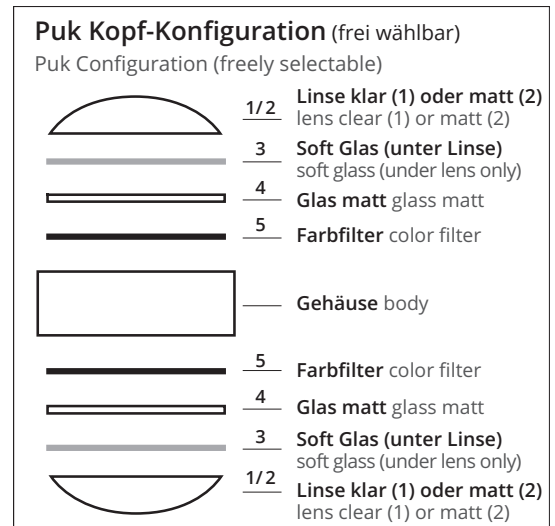 Puk Kopf-Konfiguration (frei wählbar)
Puk Configuration (freely selectable)
1/2 Linse klar (1) oder matt (2)
lens clear (1) or matt (2)
3 Soft Glas (unter Linse)
soft glass (under lens only)
4 Glas matt glass matt
5 Farbfilter color filter
Gehäuse body
5 Farbfilter color filter
4 Glas matt glass matt
3 Soft Glas (unter Linse)
soft glass (under lens only)
1/2 Linse klar (1) oder matt (2)
lens clear (1) or matt (2)